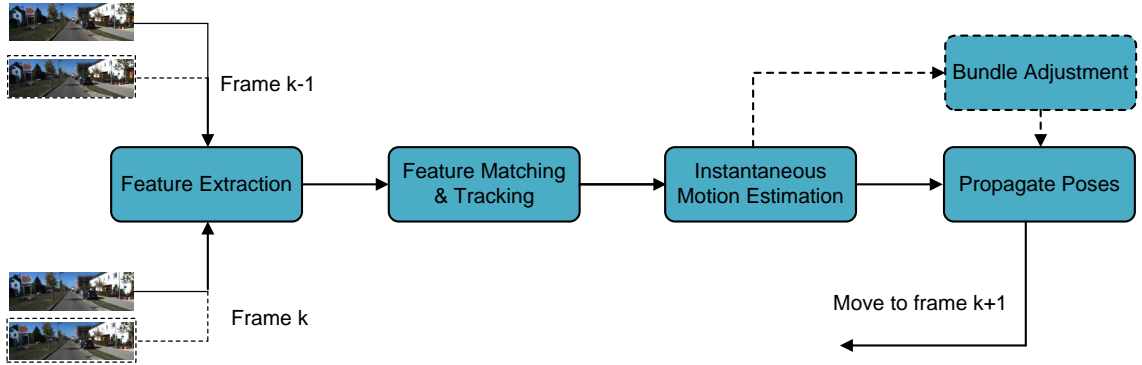 Frame k-1
Bundle Adjustment
Feature Extraction
Feature Matching
& Tracking
Instantaneous
Motion Estimation
Propagate Poses
Frame k
Move to frame k+1